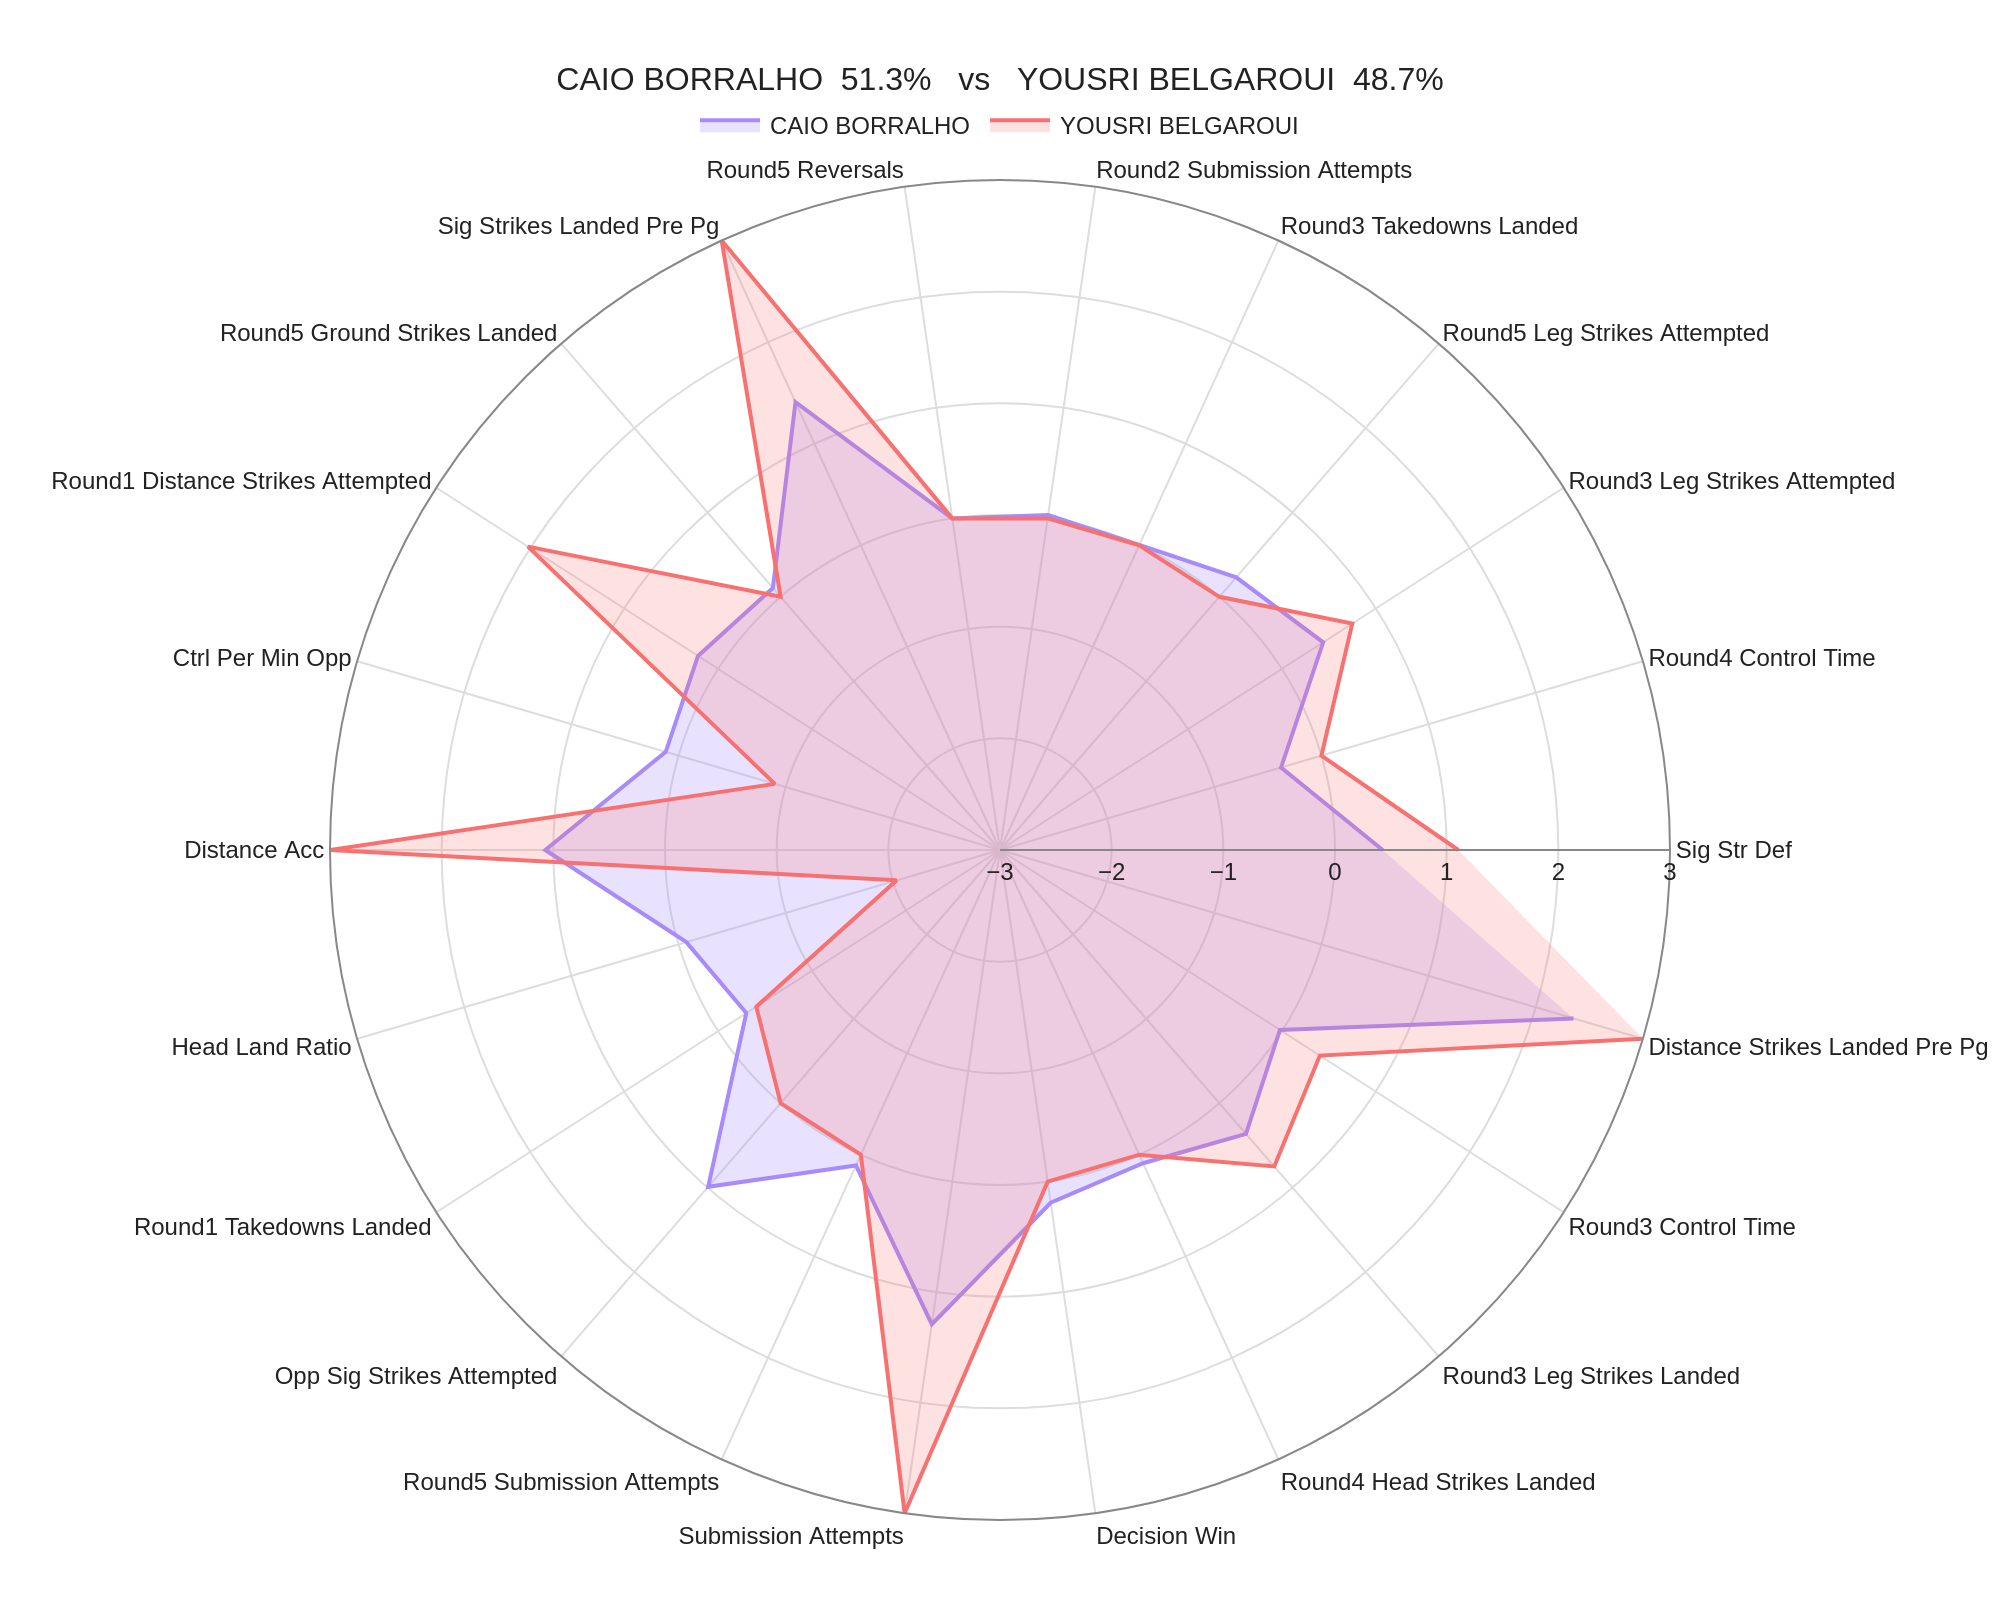 CAIO BORRALHO 51.3% vs YOUSRI BELGAROUI 48.7%
CAIO BORRALHO YOUSRI BELGAROUI
Round5 Reversals Round2 Submission Attempts
Sig Strikes Landed Pre Pg Round3 Takedowns Landed
Round5 Ground Strikes Landed Round5 Leg Strikes Attempted
Round1 Distance Strikes Attempted Round3 Leg Strikes Attempted
Ctrl Per Min Opp Round4 Control Time
Distance Acc Sig Str Def
−3 −2 −1 0 1 2 3
Head Land Ratio Distance Strikes Landed Pre Pg
Round1 Takedowns Landed Round3 Control Time
Opp Sig Strikes Attempted Round3 Leg Strikes Landed
Round5 Submission Attempts Round4 Head Strikes Landed
Submission Attempts Decision Win